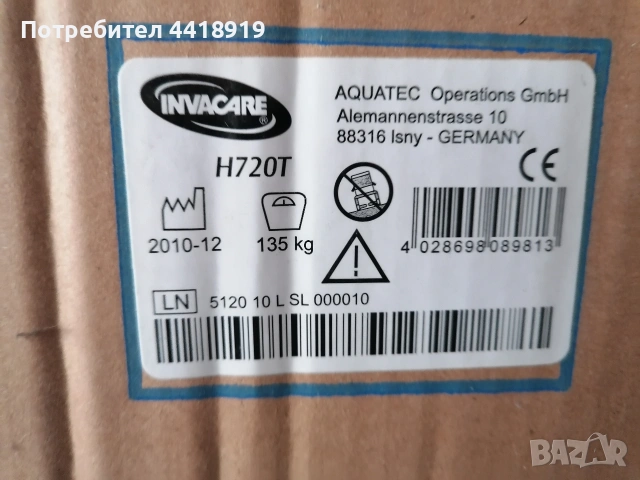 Потребител 4418919
INVACARE®
AQUATEC Operations GmbH
Alemannenstrasse 10
88316 Isny - GERMANY
H720T
CE
2010-12
135 kg
4 028698 089813
LN 5120 10 L SL 000010
BAZAR